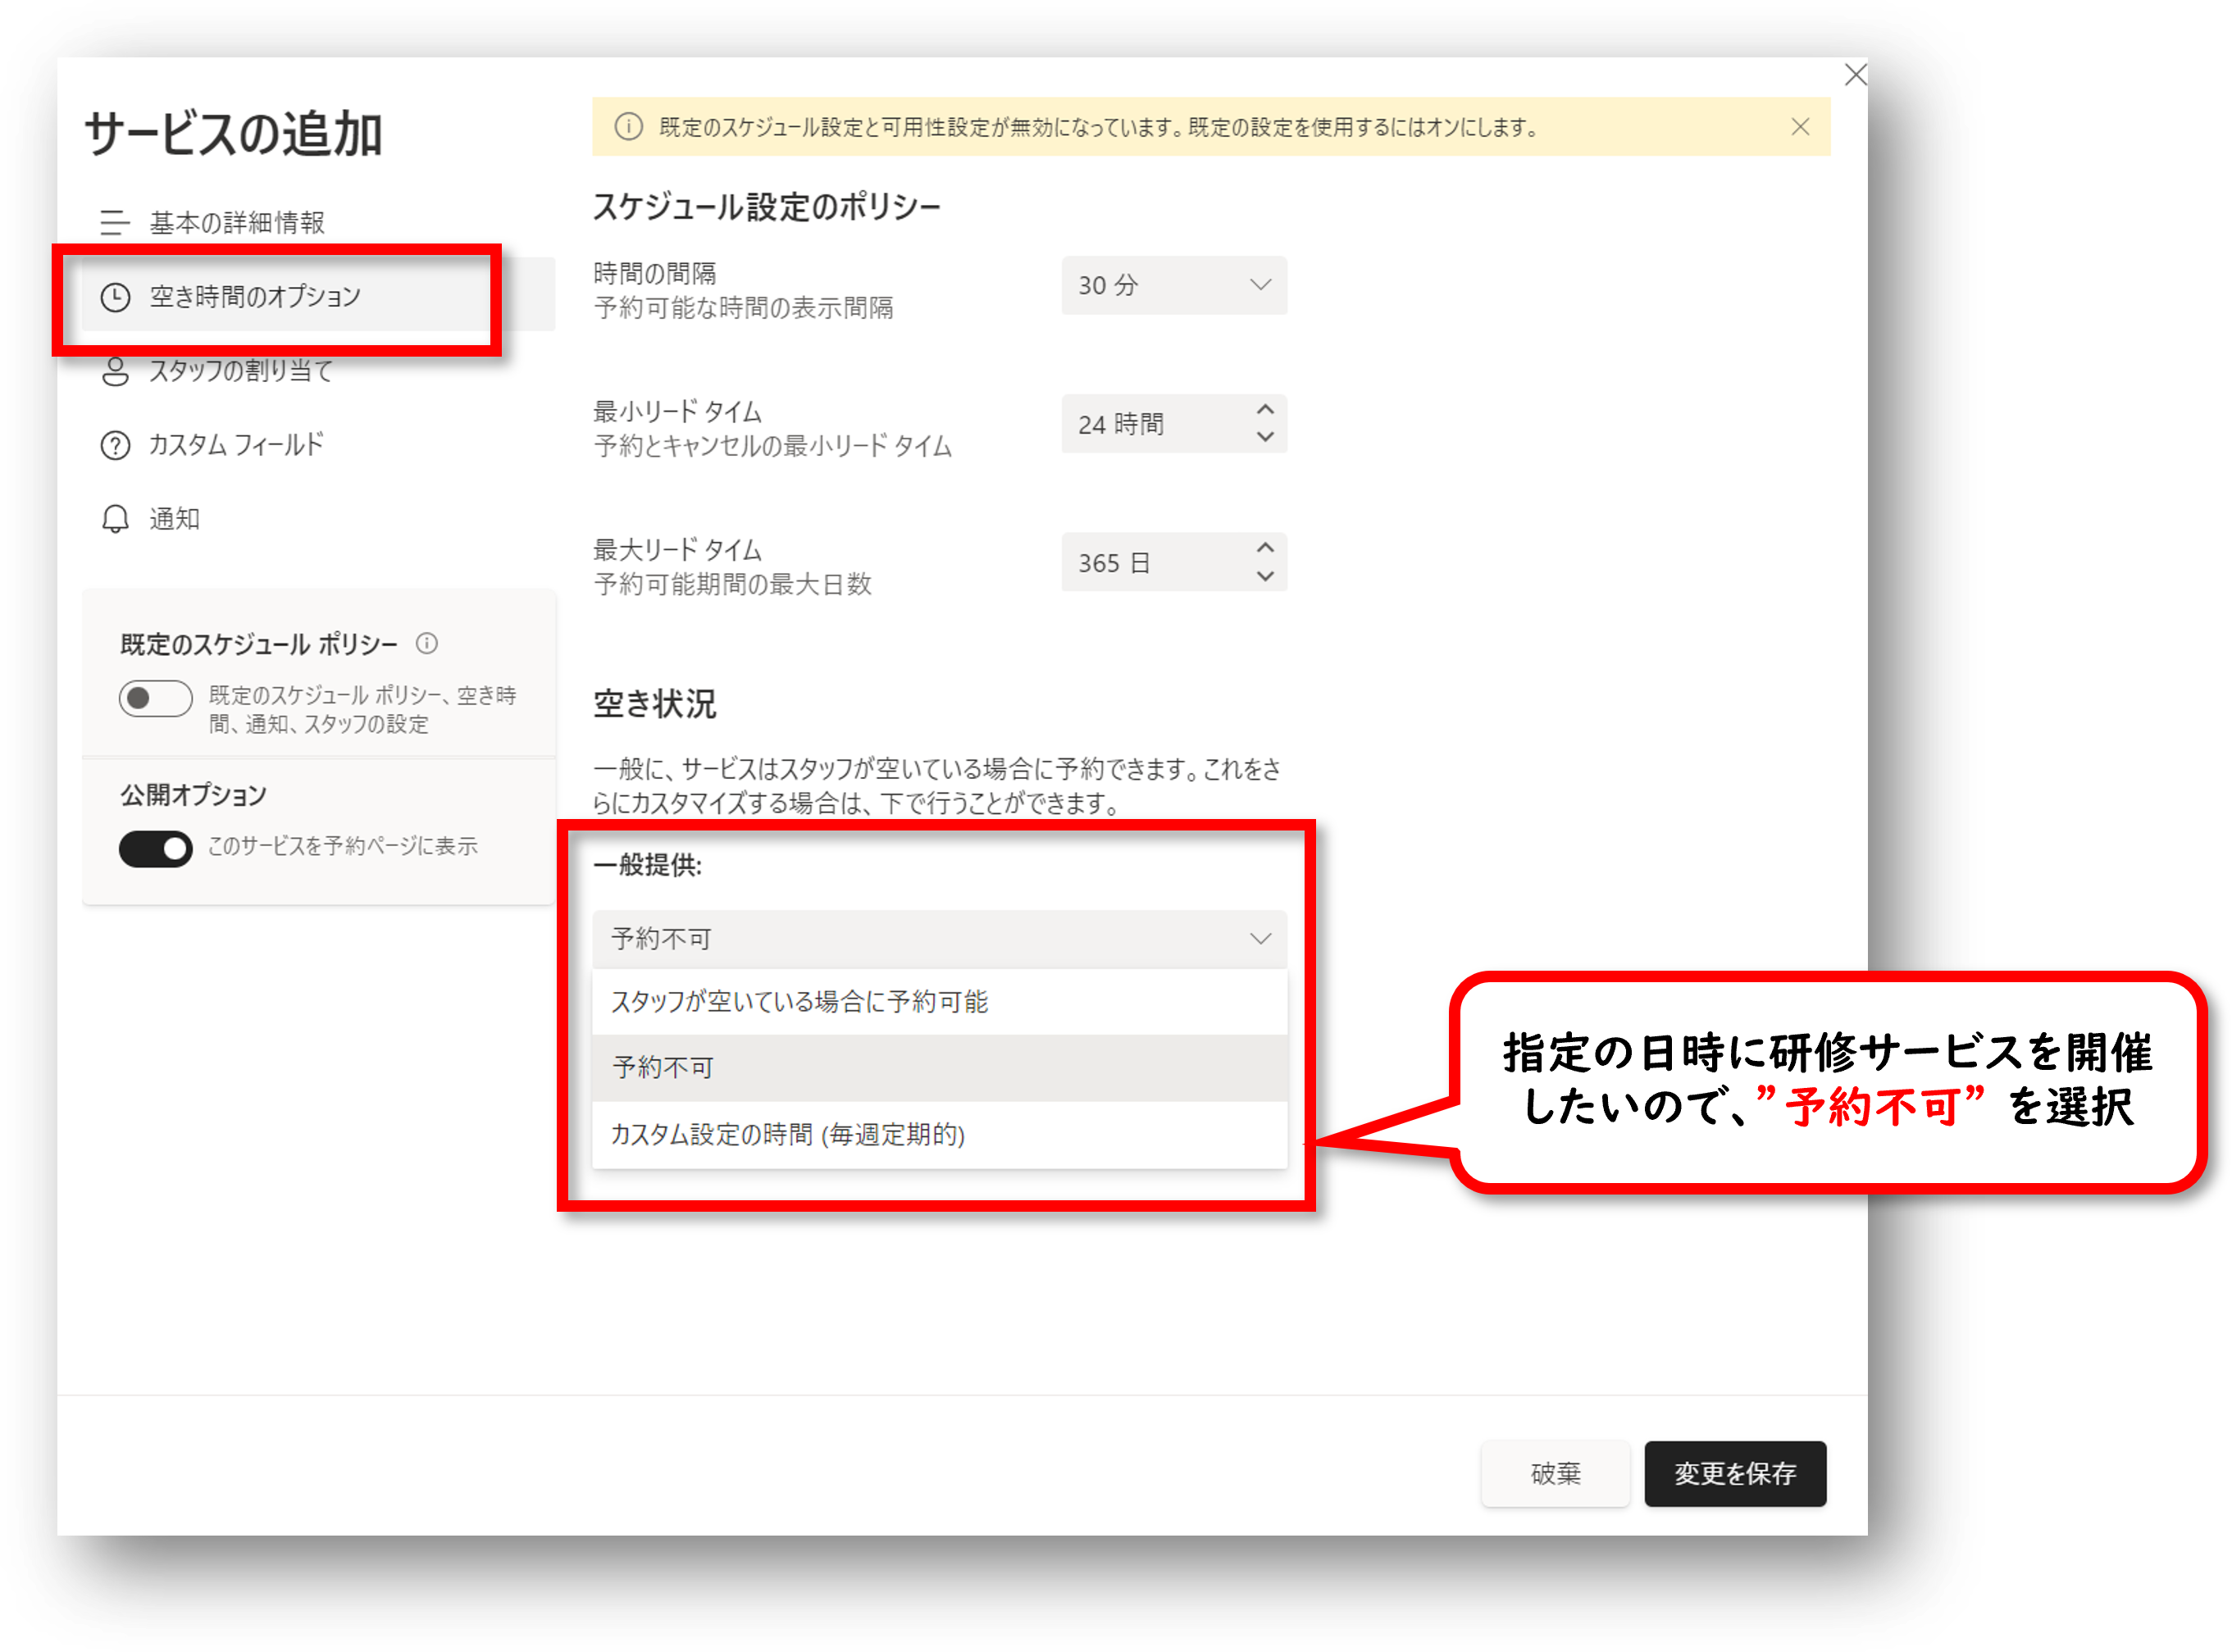 サービスの追加
基本の詳細情報
空き時間のオプション
スタッフの割り当て
カスタム フィールド
通知
既定のスケジュール ポリシー
既定のスケジュール ポリシー、空き時
間、通知、スタッフの設定
公開オプション
このサービスを予約ページに表示
既定のスケジュール設定と可用性設定が無効になっています。既定の設定を使用するにはオンにします。
スケジュール設定のポリシー
時間の間隔
予約可能な時間の表示間隔
30 分
最小リード タイム
予約とキャンセルの最小リード タイム
24 時間
最大リード タイム
予約可能期間の最大日数
365 日
空き状況
一般に、サービスはスタッフが空いている場合に予約できます。これをさ
らにカスタマイズする場合は、下で行うことができます。
一般提供:
予約不可
スタッフが空いている場合に予約可能
予約不可
カスタム設定の時間 (毎週定期的)
指定の日時に研修サービスを開催
したいので、”予約不可” を選択
破棄
変更を保存